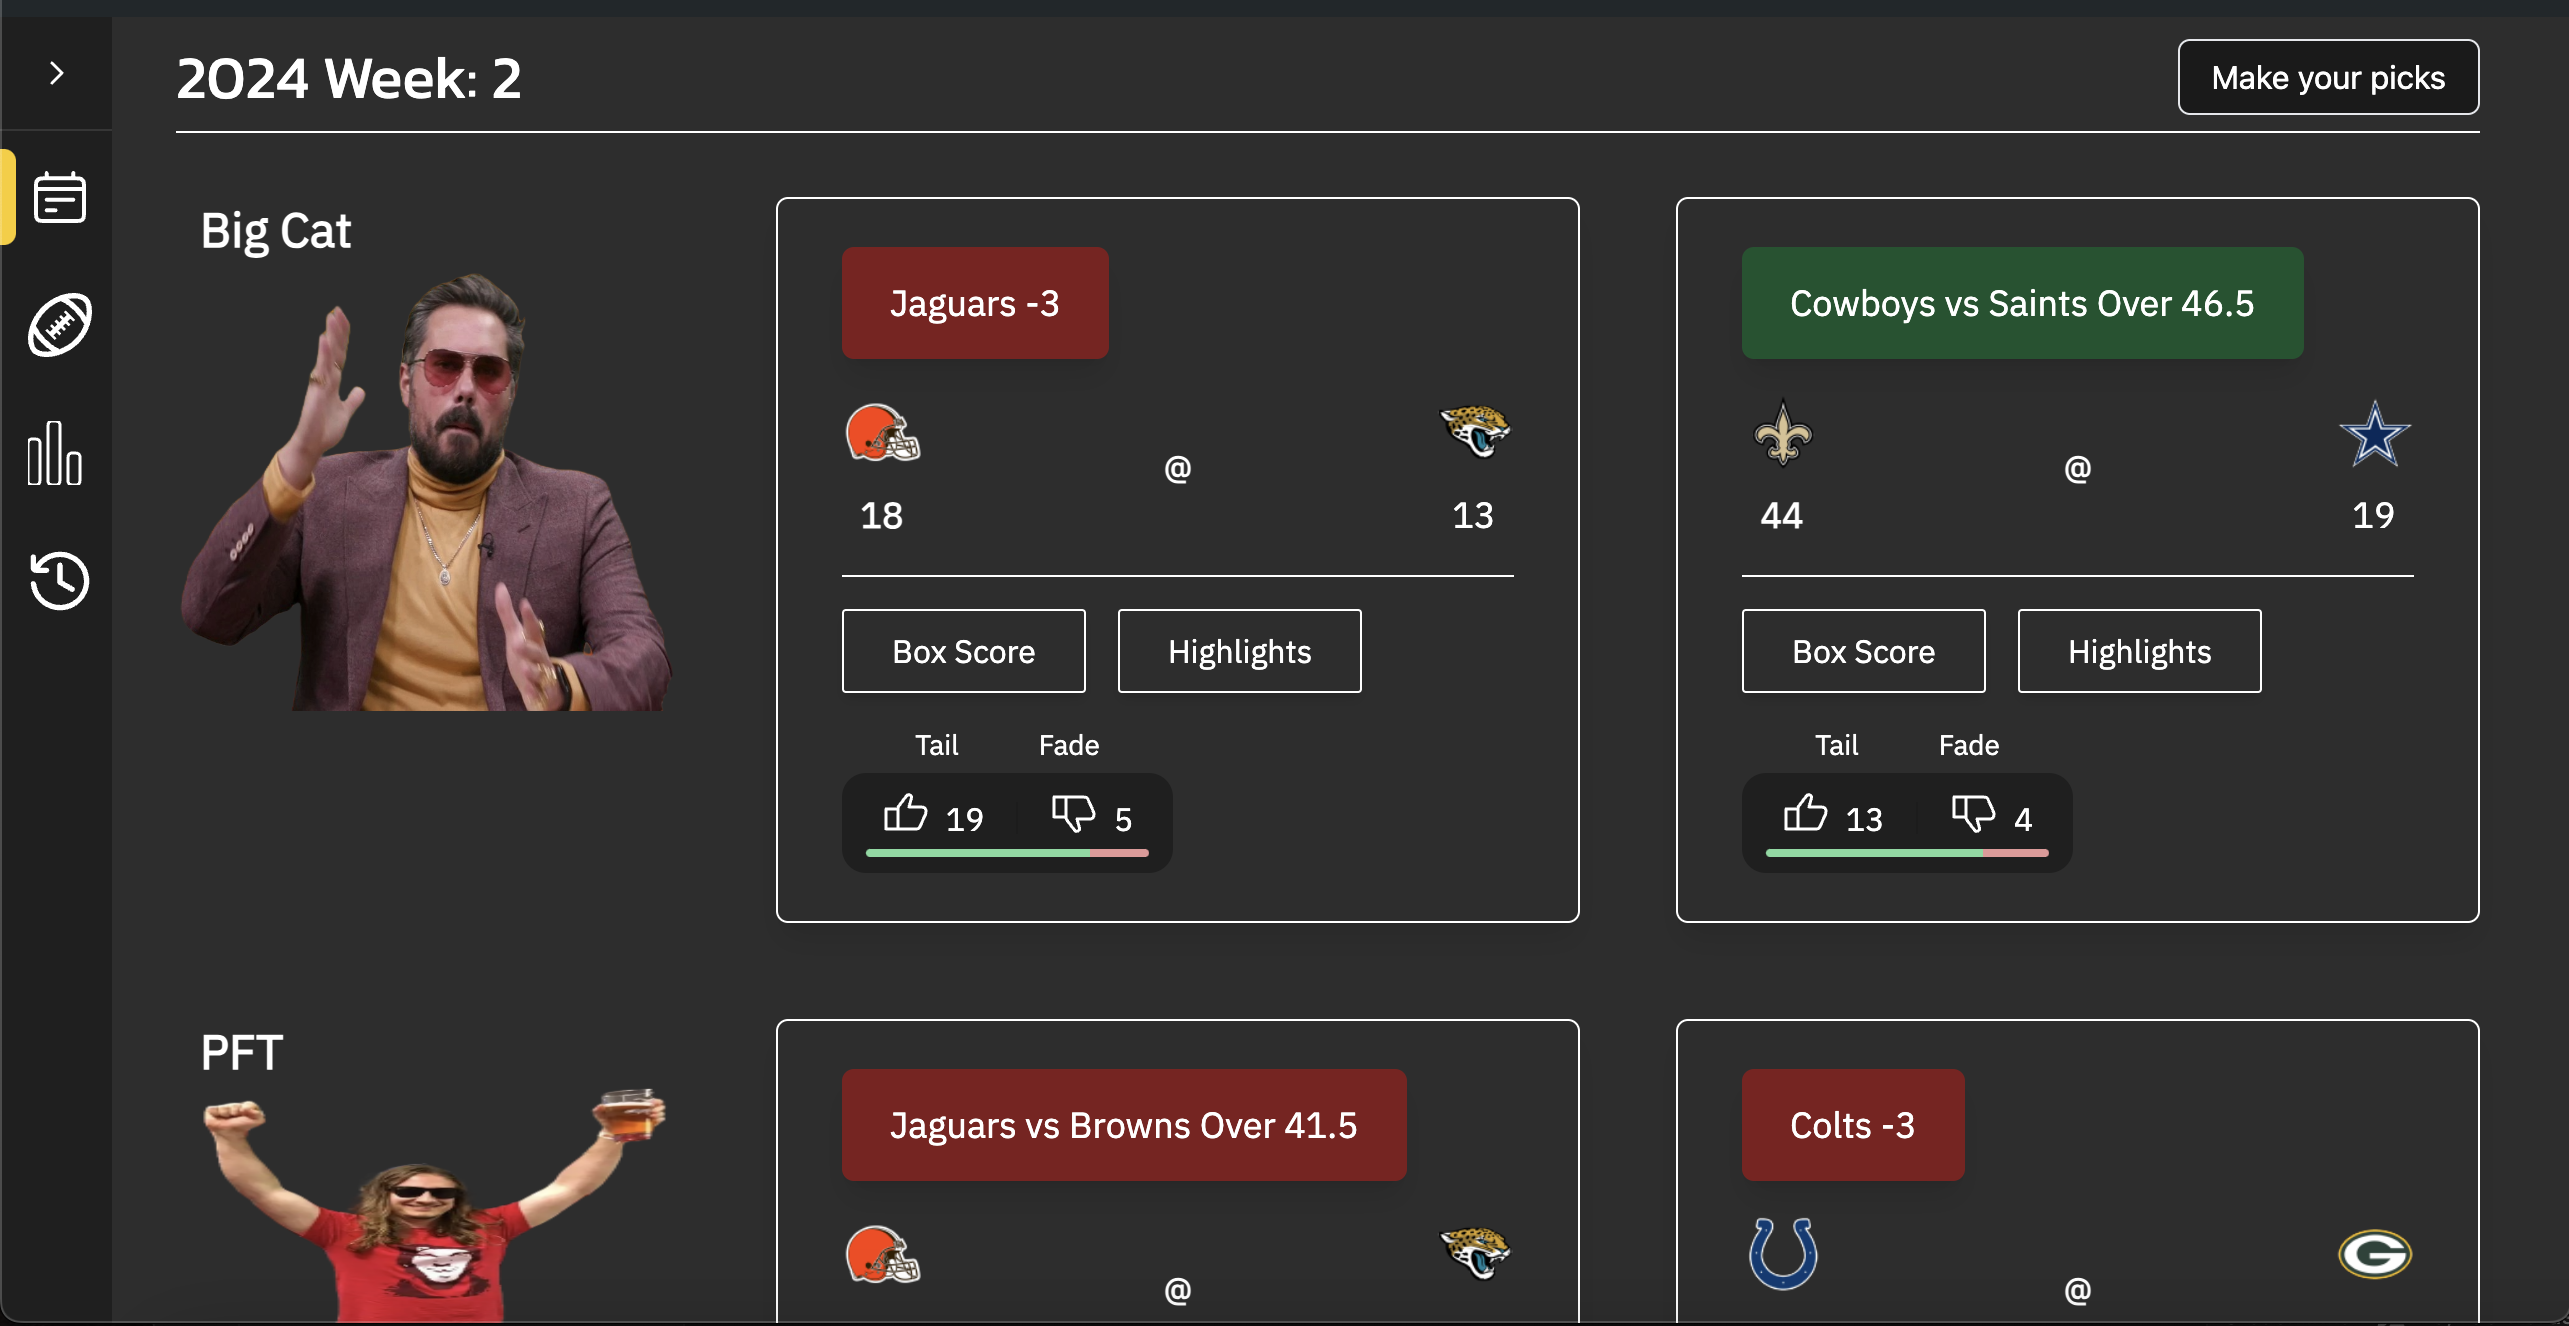 2024 Week: 2
Make your picks
Big Cat
Jaguars -3
@
18
13
Box Score
Highlights
Tail
Fade
19
5
Cowboys vs Saints Over 46.5
@
44
19
Box Score
Highlights
Tail
Fade
13
4
PFT
Jaguars vs Browns Over 41.5
@
Colts -3
@